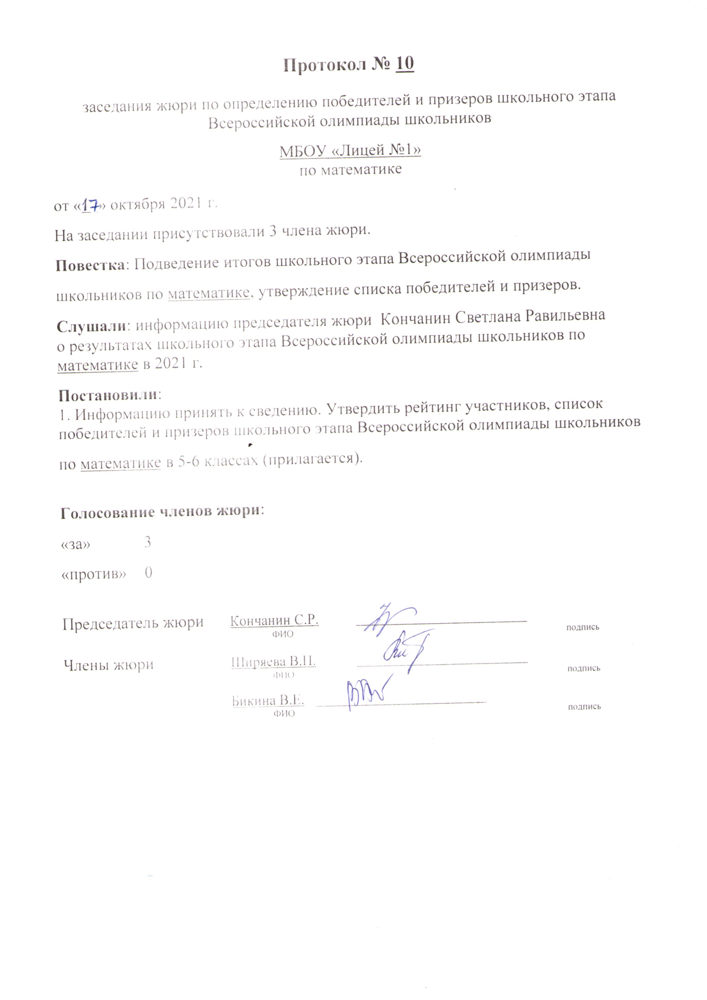 Протокол № 10
заседания жюри по определению победителей и призеров школьного этапа
Всероссийской олимпиады школьников
МБОУ «Лицей №1»
по математике
от «17» октября 2021 г.
На заседании присутствовали 3 члена жюри.
Повестка: Подведение итогов школьного этапа Всероссийской олимпиады
школьников по математике, утверждение списка победителей и призеров.
Слушали: информацию председателя жюри Кончанин Светлана Равильевна
о результатах школьного этапа Всероссийской олимпиады школьников по
математике в 2021 г.
Постановили:
1. Информацию принять к сведению. Утвердить рейтинг участников, список
победителей и призеров школьного этапа Всероссийской олимпиады школьников
по математике в 5-6 классах (прилагается).
Голосование членов жюри:
«за» 3
«против» 0
Председатель жюри Кончанин С.Р. подпись
ФИО
Члены жюри Ширяева В.П. подпись
ФИО
Бикина В.Е. подпись
ФИО